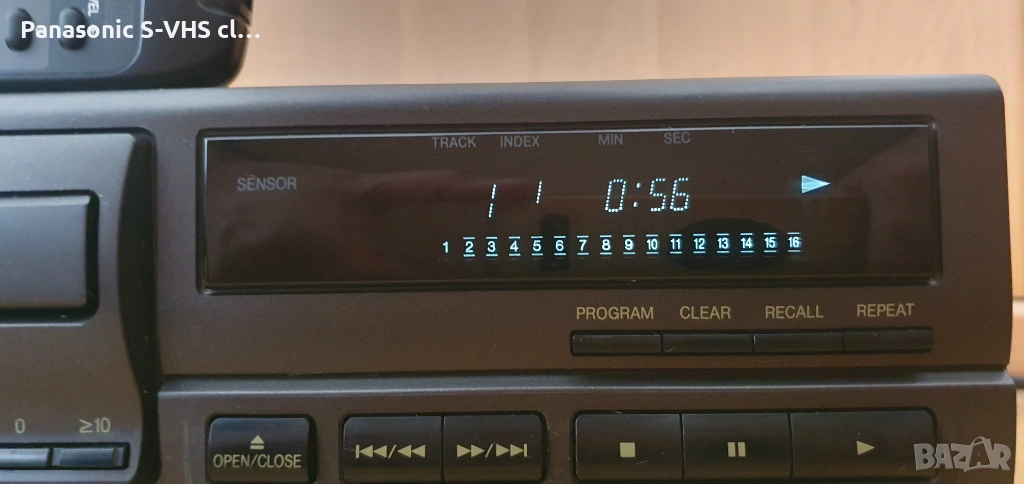 Panasonic S-VHS cl...
TRACK INDEX MIN SEC
SENSOR
1 1 0:56
1 2 3 4 5 6 7 8 9 10 11 12 13 14 15 16
PROGRAM CLEAR RECALL REPEAT
0 ≥10
OPEN/CLOSE
BAZAR